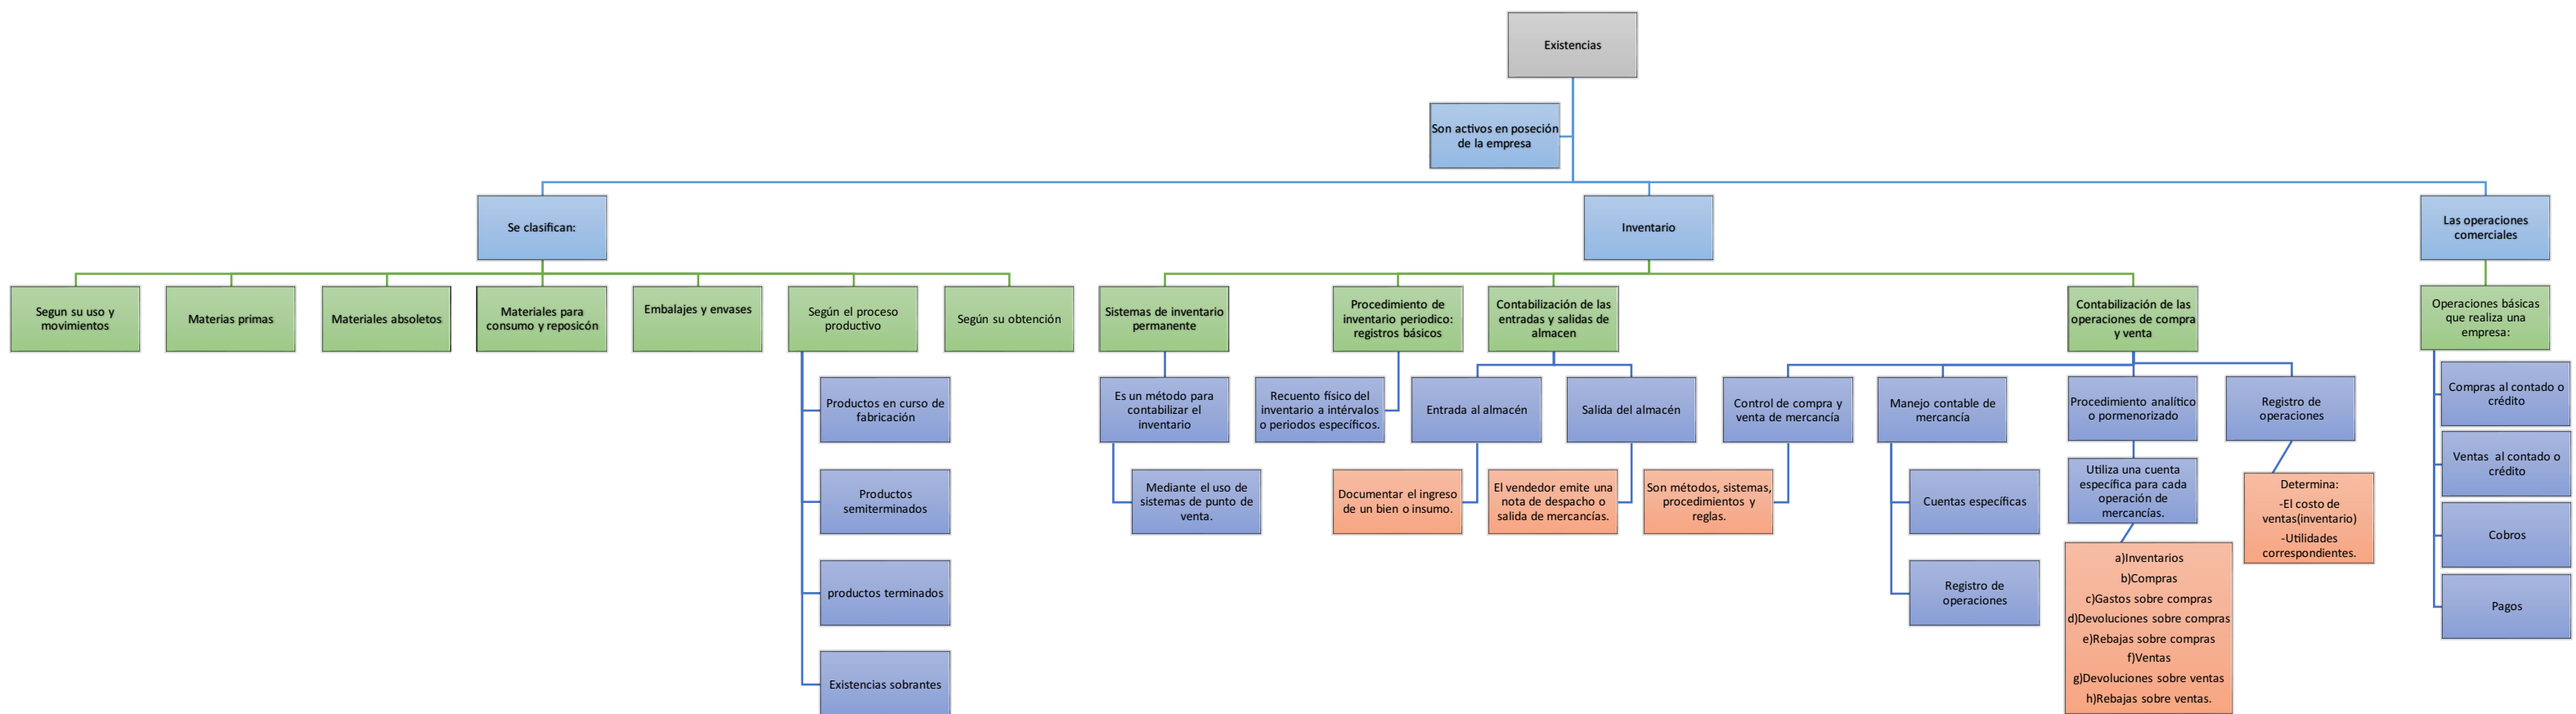 Existencias
Son activos en poseción
de la empresa
Se clasifican:
Inventario
Las operaciones
comerciales
Segun su uso y
movimientos
Materias primas
Materiales absoletos
Materiales para
consumo y reposicón
Embalajes y envases
Según el proceso
productivo
Según su obtención
Sistemas de inventario
permanente
Procedimiento de
inventario periodico:
registros básicos
Contabilización de las
entradas y salidas de
almacen
Contabilización de las
operaciones de compra
y venta
Operaciones básicas
que realiza una
empresa:
Productos en curso de
fabricación
Productos
semiterminados
productos terminados
Existencias sobrantes
Es un método para
contabilizar el
inventario
Mediante el uso de
sistemas de punto de
venta.
Recuento físico del
inventario a intérvalos
o periodos específicos.
Entrada al almacén
Documentar el ingreso
de un bien o insumo.
Salida del almacén
El vendedor emite una
nota de despacho o
salida de mercancías.
Control de compra y
venta de mercancía
Son métodos, sistemas,
procedimientos y
reglas.
Manejo contable de
mercancía
Cuentas específicas
Registro de
operaciones
Procedimiento analítico
o pormenorizado
Utiliza una cuenta
específica para cada
operación de
mercancías.
a)Inventarios
b)Compras
c)Gastos sobre compras
d)Devoluciones sobre compras
e)Rebajas sobre compras
f)Ventas
g)Devoluciones sobre ventas
h)Rebajas sobre ventas.
Registro de
operaciones
Determina:
-El costo de
ventas(inventario)
-Utilidades
correspondientes.
Compras al contado o
crédito
Ventas  al contado o
crédito
Cobros
Pagos